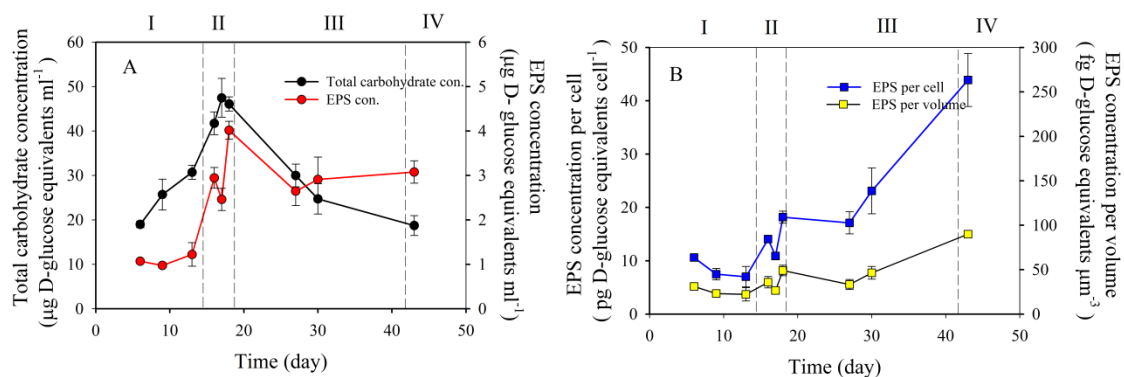 I II III IV
A
Total carbohydrate con.
EPS con.
Total carbohydrate concentration
(µg D-glucose equivalents ml-1)
60
50
40
30
20
10
0
EPS concentration
(µg D- glucose equivalents ml-1)
6
5
4
3
2
1
0
0 10 20 30 40 50
Time (day)
I II III IV
B
EPS per cell
EPS per volume
EPS concentration per cell
( pg D-glucose equivalents cell-1)
50
40
30
20
10
0
EPS concentration per volume
( fg D-glucose equivalents µm-3)
300
250
200
150
100
50
0
0 10 20 30 40 50
Time (day)